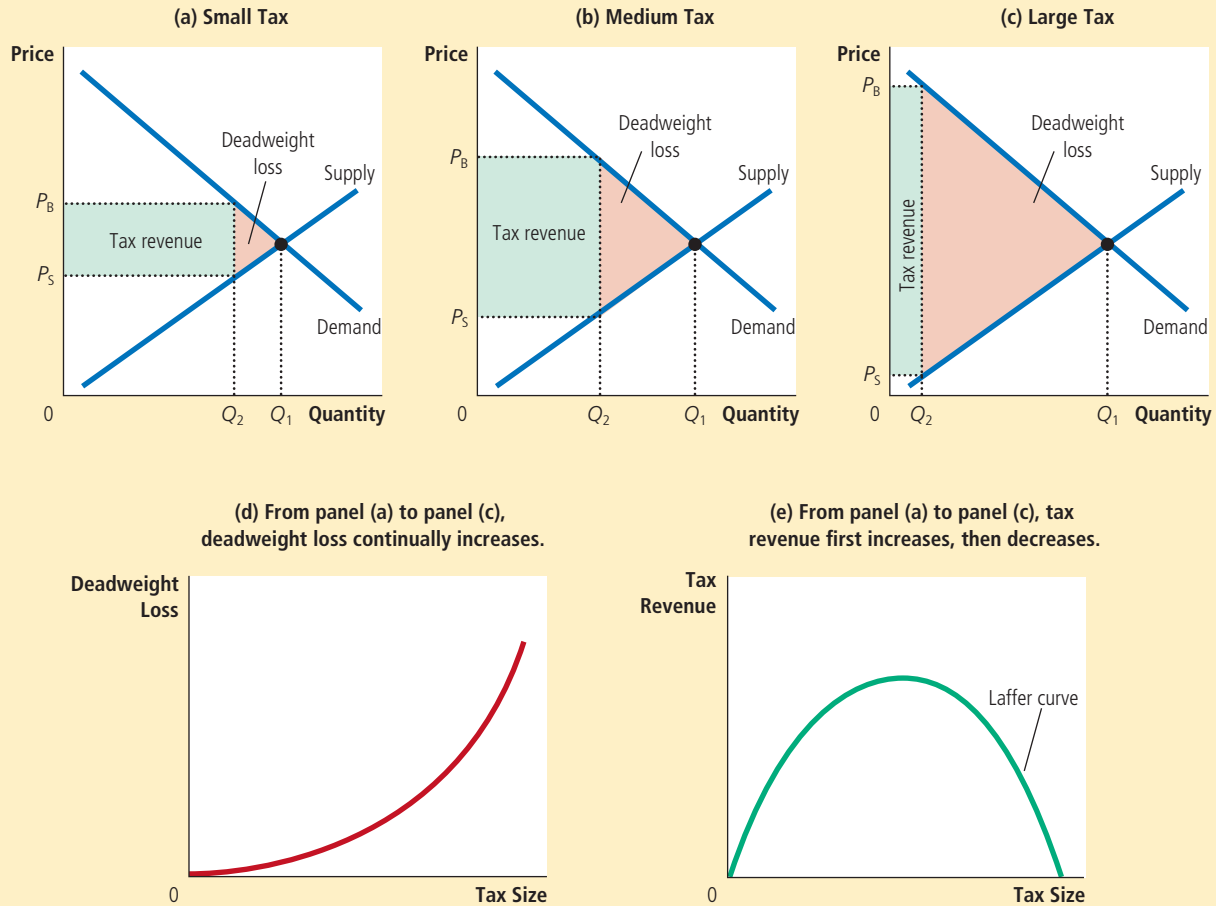 (a) Small Tax
Price
Deadweight
loss
Supply
P_B
Tax revenue
P_S
Demand
0
Q_2
Q_1
Quantity
(b) Medium Tax
Price
Deadweight
loss
P_B
Supply
Tax revenue
P_S
Demand
0
Q_2
Q_1
Quantity
(c) Large Tax
Price
P_B
Deadweight
loss
Supply
Tax revenue
Demand
P_S
0
Q_2
Q_1
Quantity
(d) From panel (a) to panel (c),
deadweight loss continually increases.
Deadweight
Loss
0
Tax Size
(e) From panel (a) to panel (c), tax
revenue first increases, then decreases.
Tax
Revenue
Laffer curve
0
Tax Size